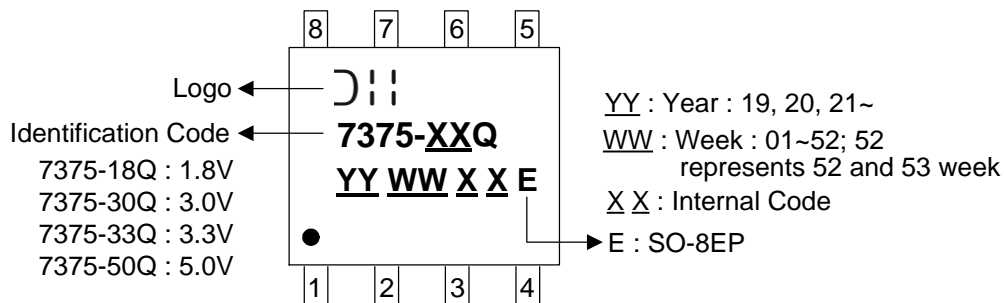 8 7 6 5
Logo
Identification Code
7375-18Q : 1.8V
7375-30Q : 3.0V
7375-33Q : 3.3V
7375-50Q : 5.0V
7375-XXQ
YY WW X X E
1 2 3 4
YY : Year : 19, 20, 21~
WW : Week : 01~52; 52
represents 52 and 53 week
X X : Internal Code
E : SO-8EP